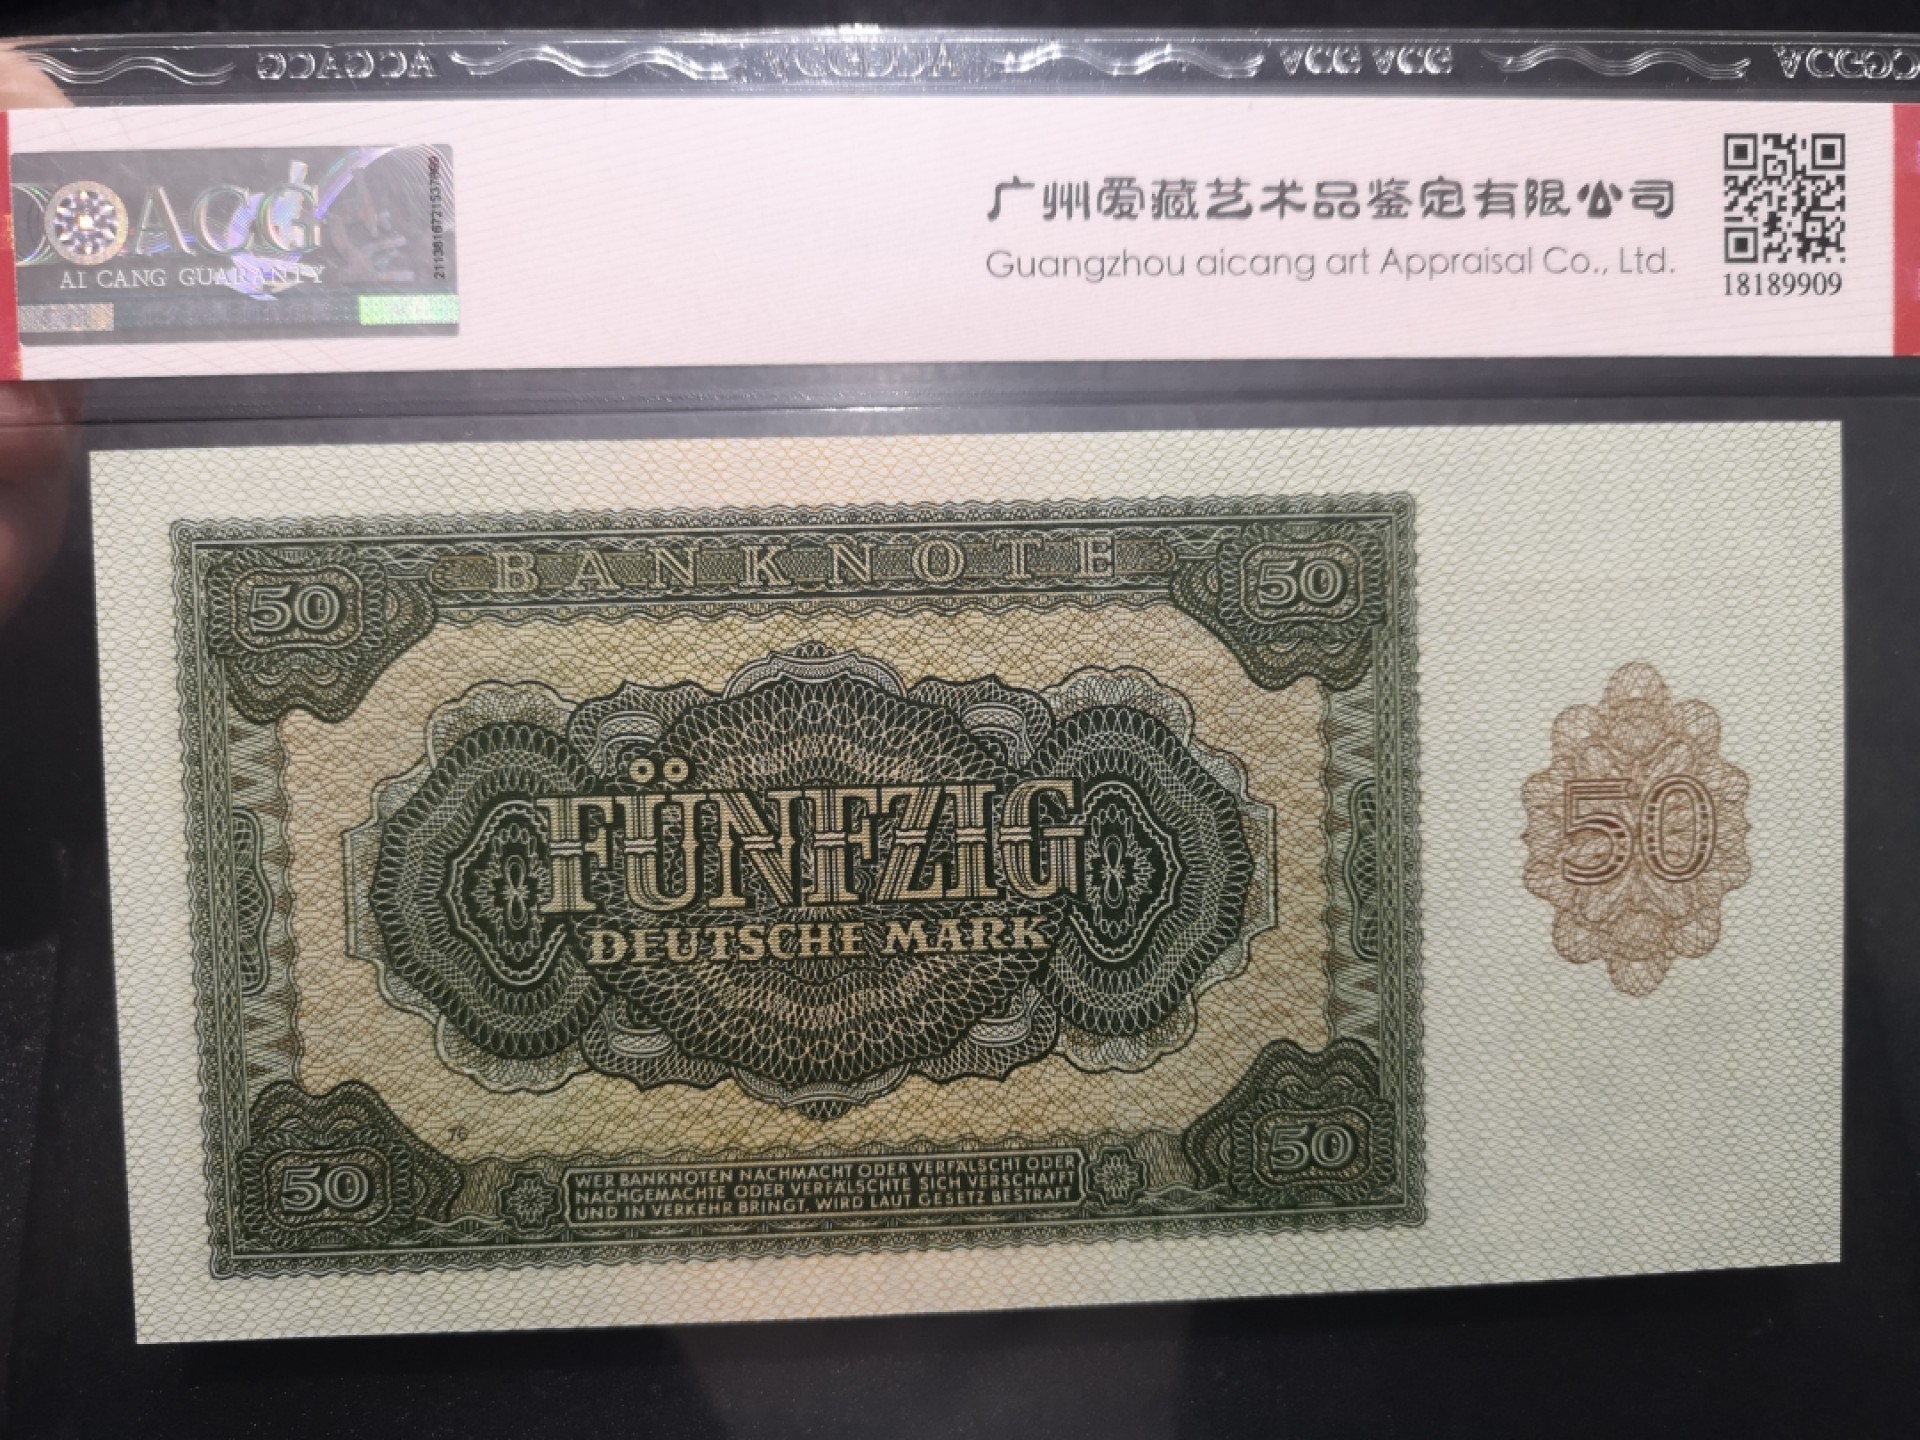 ACG
AI CANG GUARANTY
广州爱藏艺术品鉴定有限公司
Guangzhou aicang art Appraisal Co., Ltd.
18189909
BANKNOTE
50
50
FÜNFZIG
DEUTSCHE MARK
50
50
50
WER BANKNOTEN NACHMACHT ODER VERFÄLSCHT ODER
NACHGEMACHTE ODER VERFÄLSCHTE SICH VERSCHAFFT
UND IN VERKEHR BRINGT, WIRD LAUT GESETZ BESTRAFT